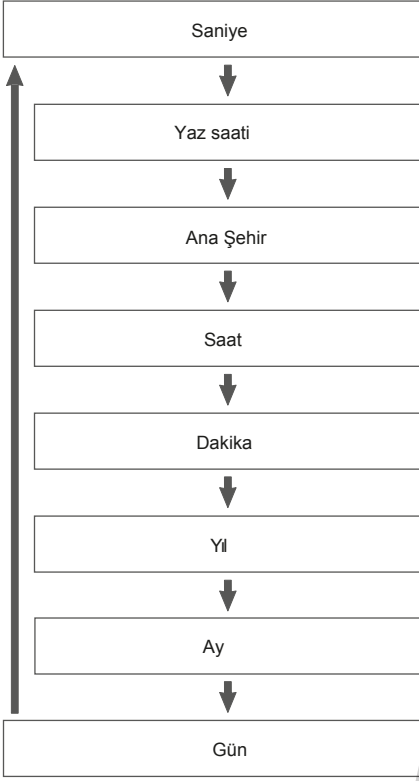 Saniye
Yaz saati
Ana Şehir
Saat
Dakika
Yıl
Ay
Gün